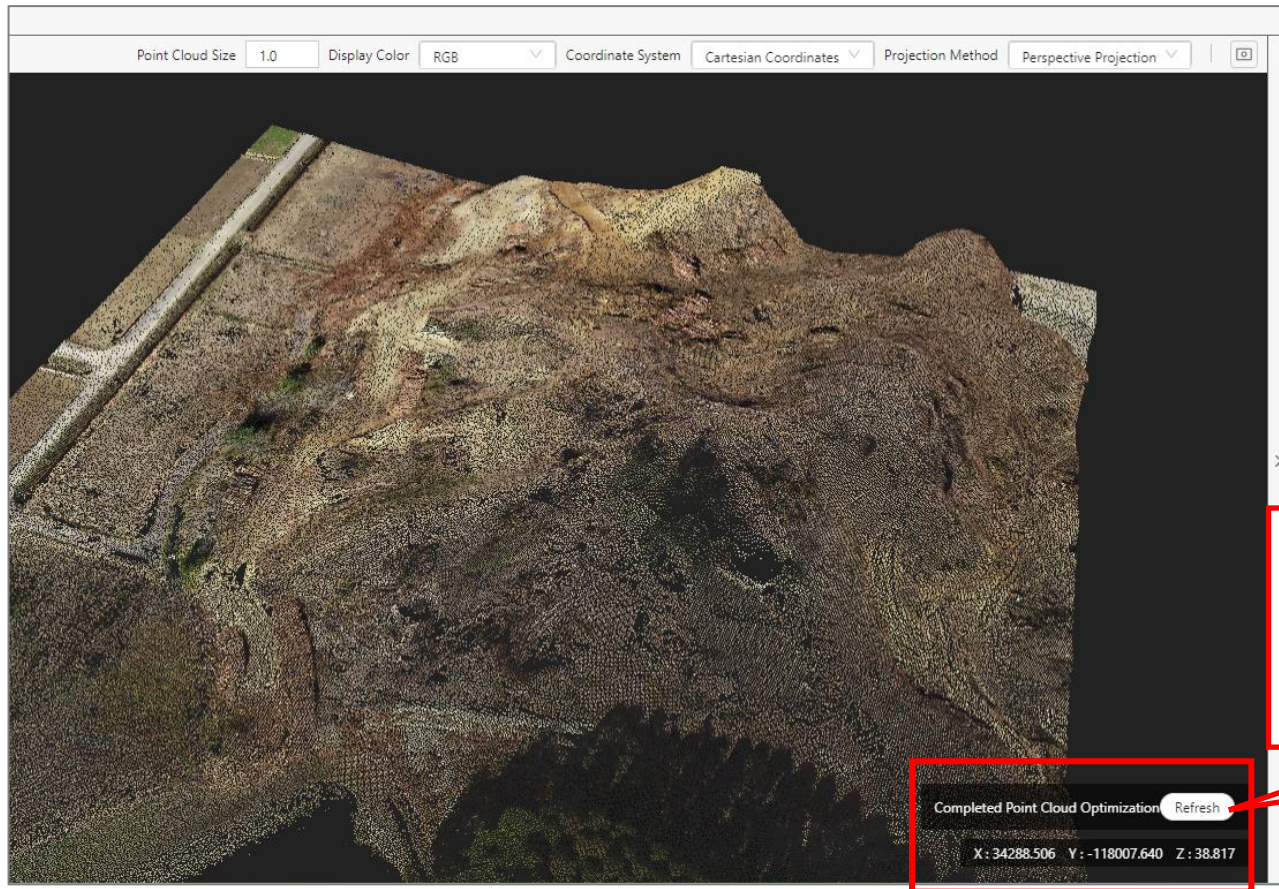 Point Cloud Size 1.0 Display Color RGB Coordinate System Cartesian Coordinates Projection Method Perspective Projection
Completed Point Cloud Optimization Refresh
X : 34288.506 Y : -118007.640 Z : 38.817